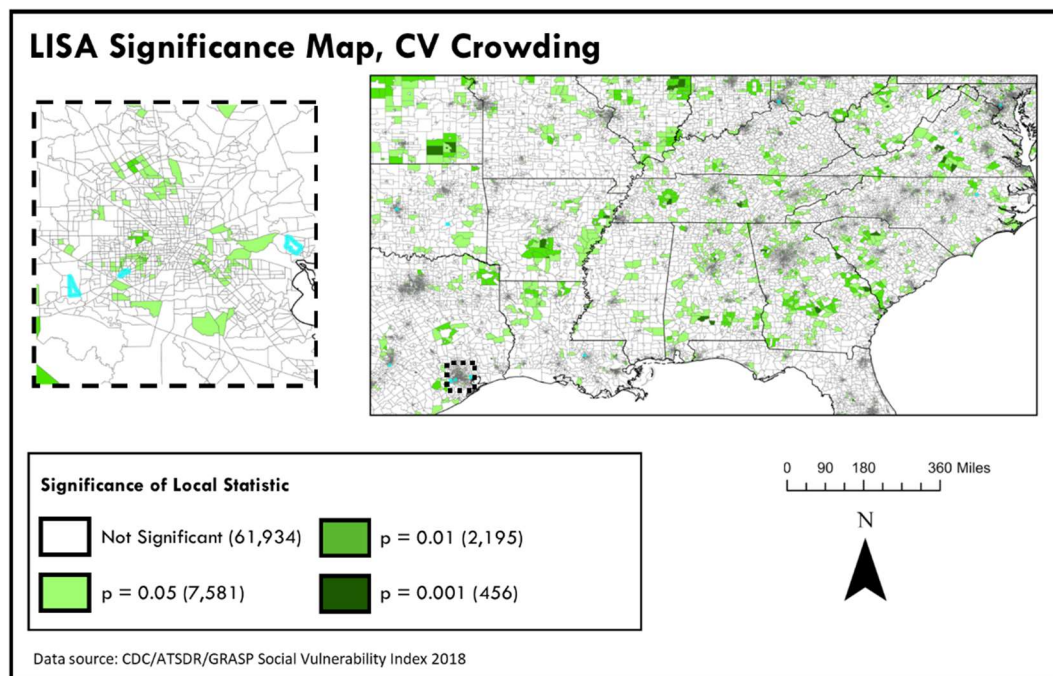 LISA Significance Map, CV Crowding
Significance of Local Statistic
Not Significant (61,934)
p = 0.01 (2,195)
p = 0.05 (7,581)
p = 0.001 (456)
0 90 180 360 Miles
N
Data source: CDC/ATSDR/GRASP Social Vulnerability Index 2018